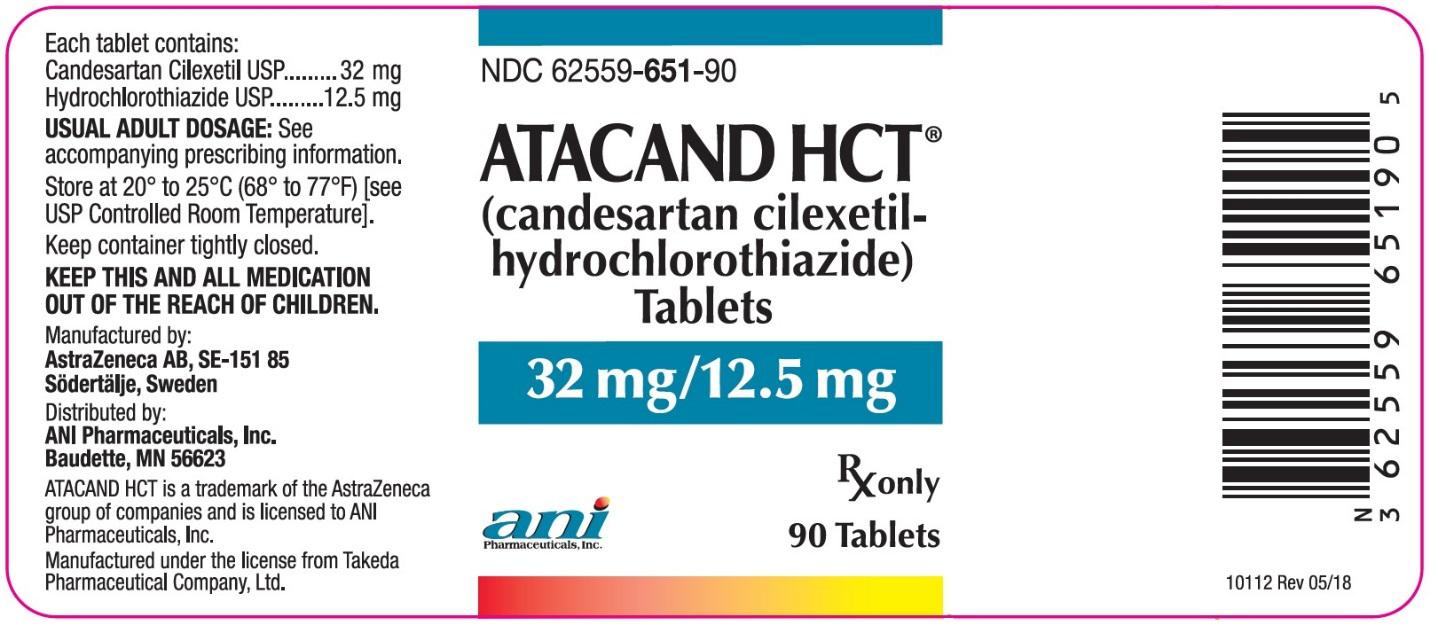 Each tablet contains:
Candesartan Cilexetil USP.........32 mg
Hydrochlorothiazide USP.........12.5 mg
USUAL ADULT DOSAGE: See
accompanying prescribing information.
Store at 20° to 25°C (68° to 77°F) [see
USP Controlled Room Temperature].
Keep container tightly closed.
KEEP THIS AND ALL MEDICATION
OUT OF THE REACH OF CHILDREN.
Manufactured by:
AstraZeneca AB, SE-151 85
Södertälje, Sweden
Distributed by:
ANI Pharmaceuticals, Inc.
Baudette, MN 56623
ATACAND HCT is a trademark of the AstraZeneca
group of companies and is licensed to ANI
Pharmaceuticals, Inc.
Manufactured under the license from Takeda
Pharmaceutical Company, Ltd.
NDC 62559-651-90
ATACAND HCT®
(candesartan cilexetil-
hydrochlorothiazide)
Tablets
32 mg/12.5 mg
Rx only
90 Tablets
ani
Pharmaceuticals, Inc.
N 3 62559 65190 5
10112 Rev 05/18